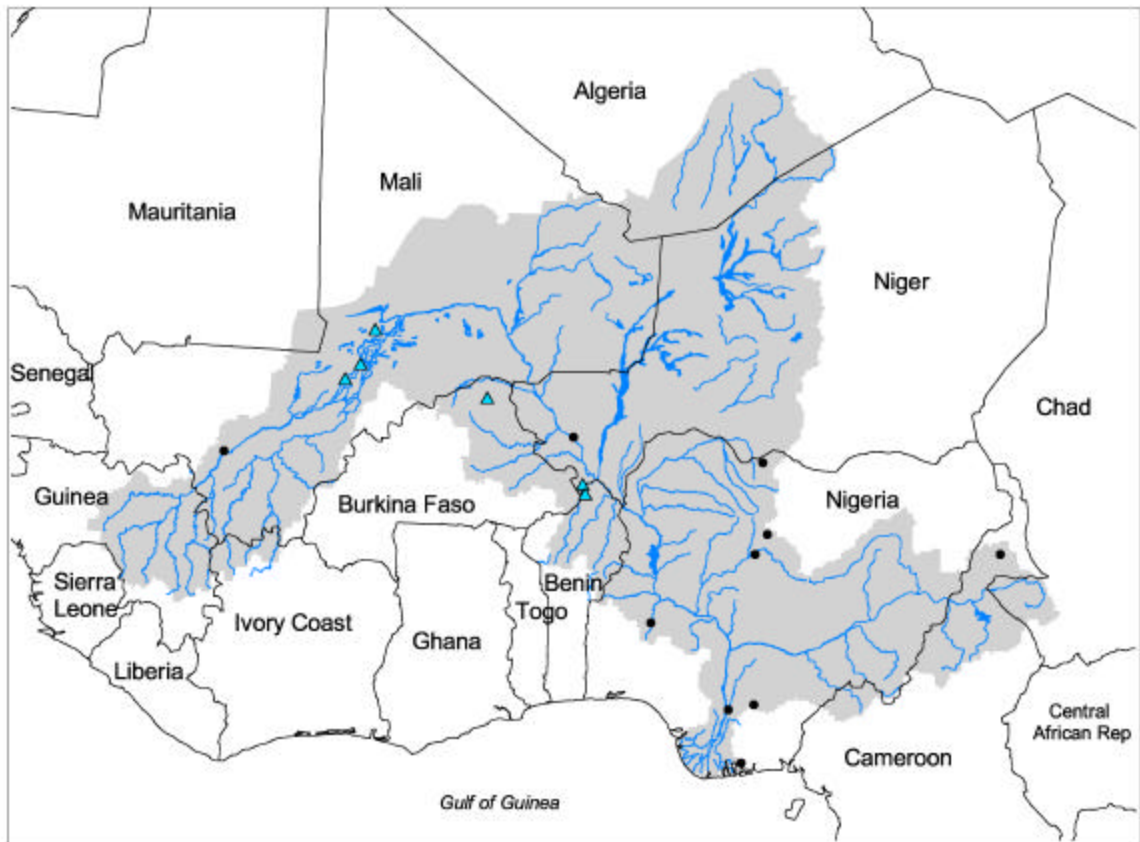 Algeria
Mali
Mauritania
Niger
Senegal
Chad
Guinea
Nigeria
Burkina Faso
Sierra
Leone
Benin
Togo
Ivory Coast
Ghana
Liberia
Central
African Rep
Cameroon
Gulf of Guinea